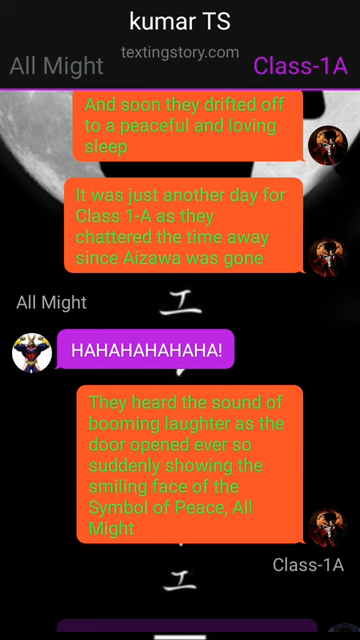 kumar TS
textingstory.com
All Might
Class-1A
And soon they drifted off
to a peaceful and loving
sleep
It was just another day for
Class 1-A as they
chattered the time away
since Aizawa was gone
All Might
エ
HAHAHAHAHAHA!
They heard the sound of
booming laughter as the
door opened ever so
suddenly showing the
smiling face of the
Symbol of Peace, All
Might
Class-1A
エ